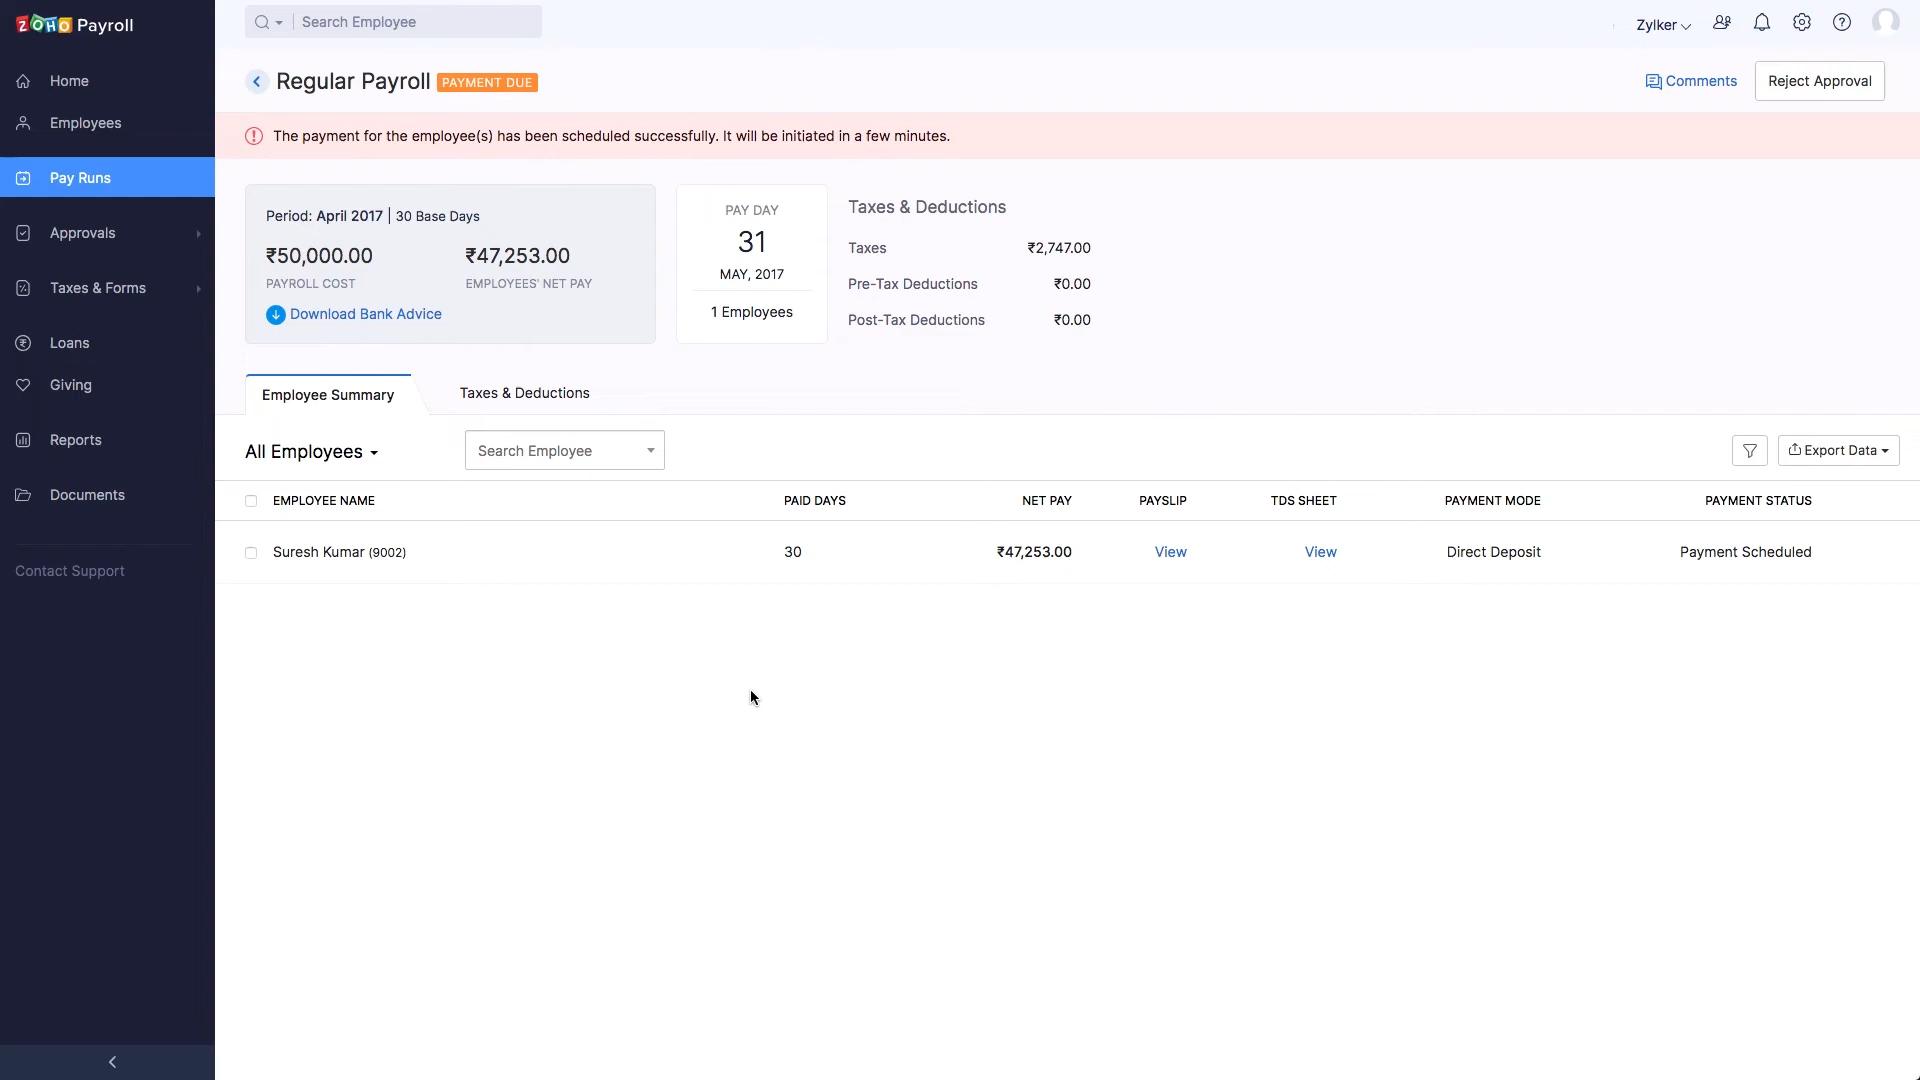 ZOHO Payroll
Search Employee
Zylker
Home
Employees
Pay Runs
Approvals
Taxes & Forms
Loans
Giving
Reports
Documents
Contact Support
Regular Payroll PAYMENT DUE
Comments
Reject Approval
The payment for the employee(s) has been scheduled successfully. It will be initiated in a few minutes.
Period: April 2017 | 30 Base Days
₹50,000.00 ₹47,253.00
PAYROLL COST EMPLOYEES' NET PAY
Download Bank Advice
PAY DAY
31
MAY, 2017
1 Employees
Taxes & Deductions
Taxes ₹2,747.00
Pre-Tax Deductions ₹0.00
Post-Tax Deductions ₹0.00
Employee Summary Taxes & Deductions
All Employees Search Employee Export Data
EMPLOYEE NAME PAID DAYS NET PAY PAYSLIP TDS SHEET PAYMENT MODE PAYMENT STATUS
Suresh Kumar (9002) 30 ₹47,253.00 View View Direct Deposit Payment Scheduled